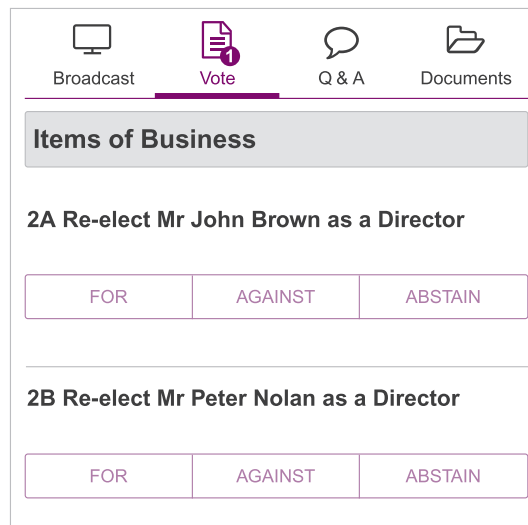 1
Broadcast Vote Q & A Documents
Items of Business
2A Re-elect Mr John Brown as a Director
FOR AGAINST ABSTAIN
2B Re-elect Mr Peter Nolan as a Director
FOR AGAINST ABSTAIN